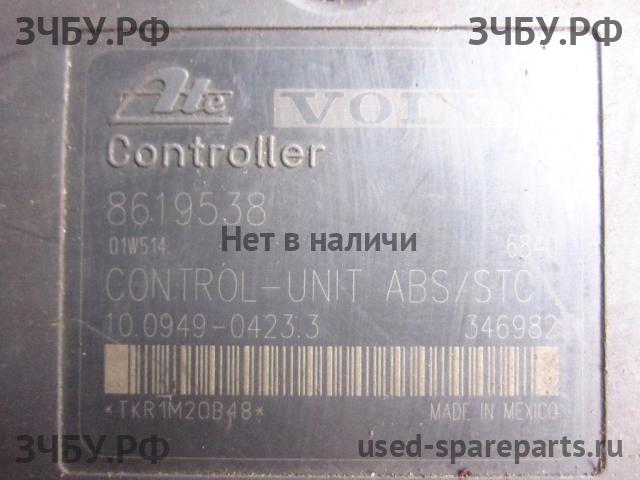 ЗЧБУ.РФ ЗЧБУ.РФ
Ate
Controller
8619538
01W514
Нет в наличи
CONTROL-UNIT ABS/STC
10.0949-0423.3 346982
*TKR1M20B48* MADE IN MEXICO
ЗЧБУ.РФ used-spareparts.ru